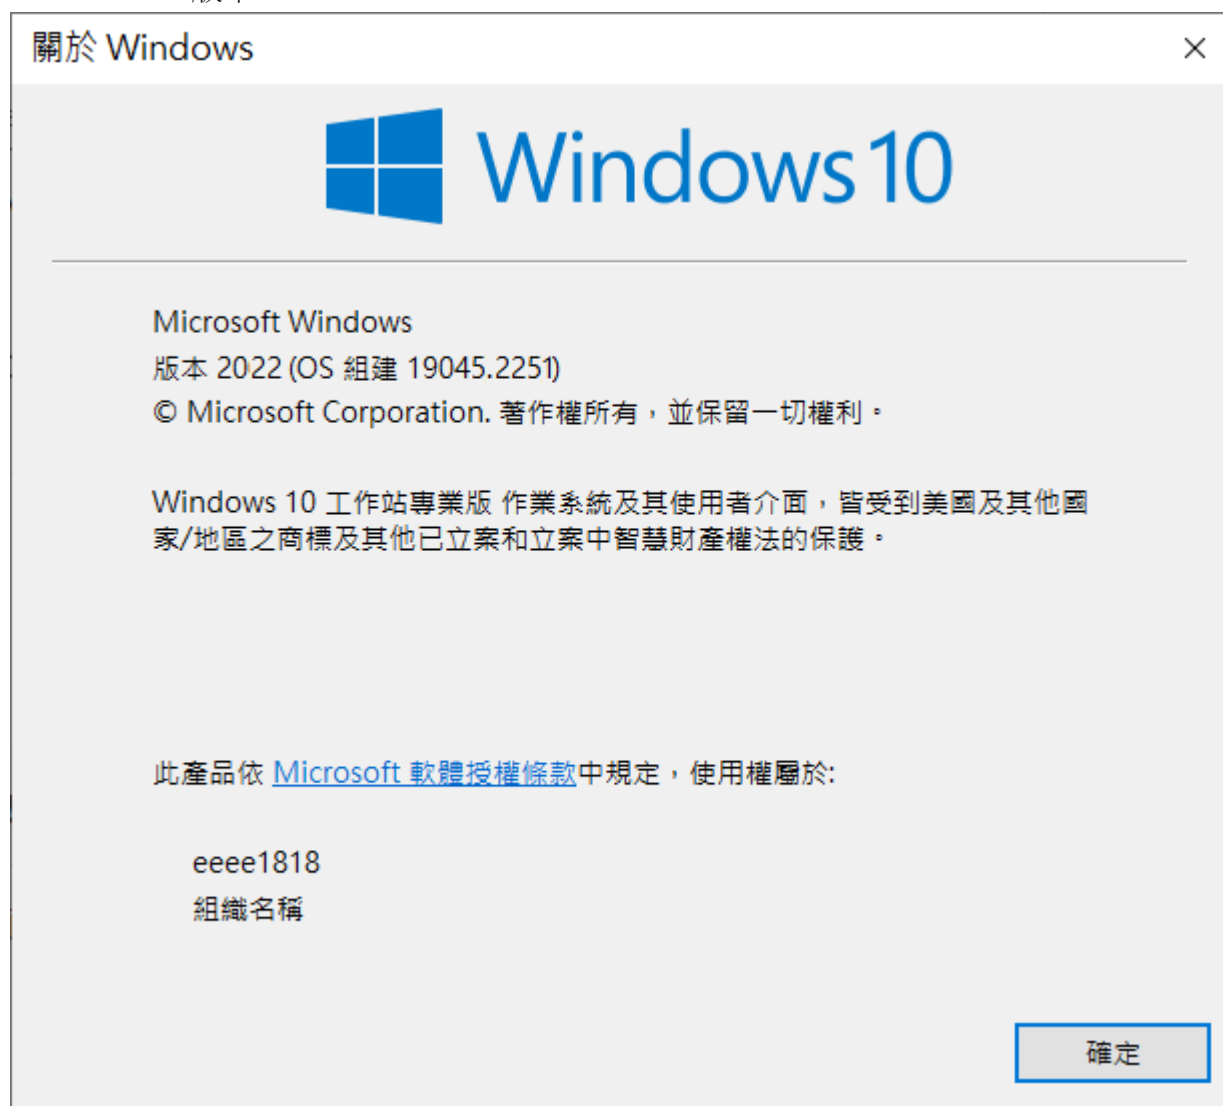 關於 Windows
Windows 10
Microsoft Windows
版本 2022 (OS 組建 19045.2251)
© Microsoft Corporation. 著作權所有，並保留一切權利。
Windows 10 工作站專業版 作業系統及其使用者介面，皆受到美國及其他國
家/地區之商標及其他已立案和立案中智慧財產權法的保護。
此產品依 Microsoft 軟體授權條款中規定，使用權屬於:
eeee1818
組織名稱
確定